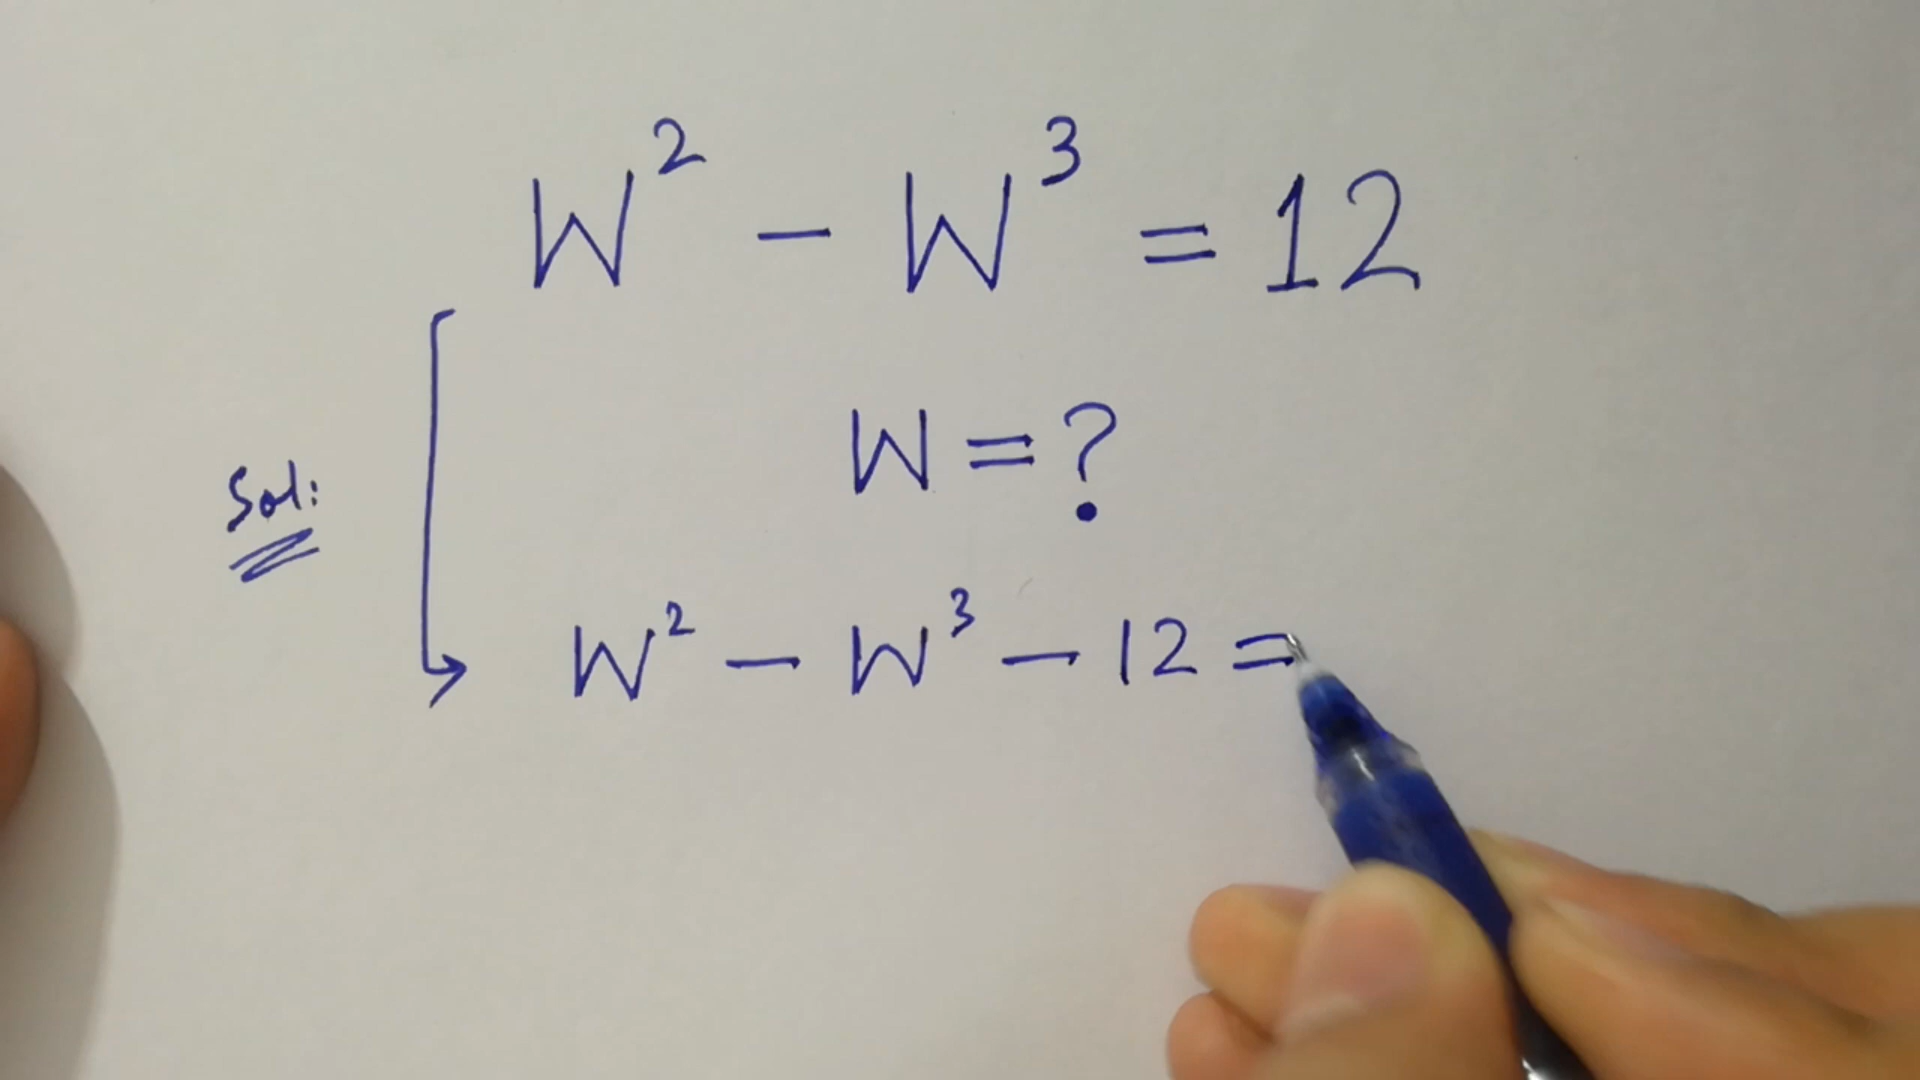 W² - W³ = 12
W = ?
Sol:
W² - W³ - 12 =